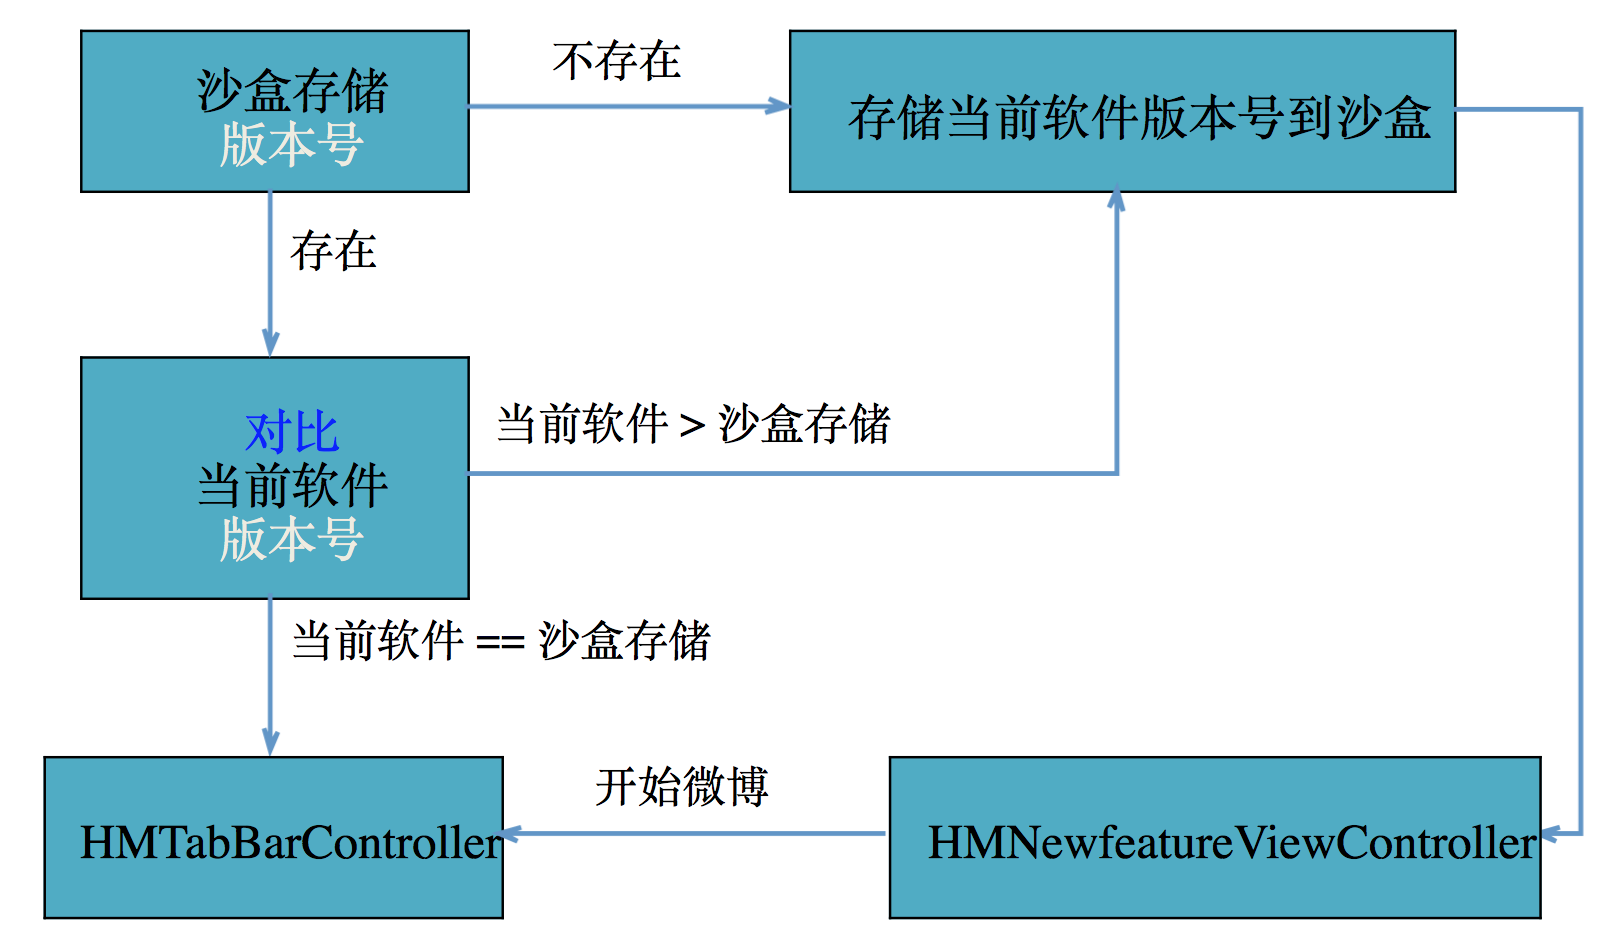 沙盒存储
版本号
不存在
存储当前软件版本号到沙盒
存在
对比
当前软件
版本号
当前软件 > 沙盒存储
当前软件 == 沙盒存储
HMTabBarController
开始微博
HMNewfeatureViewController